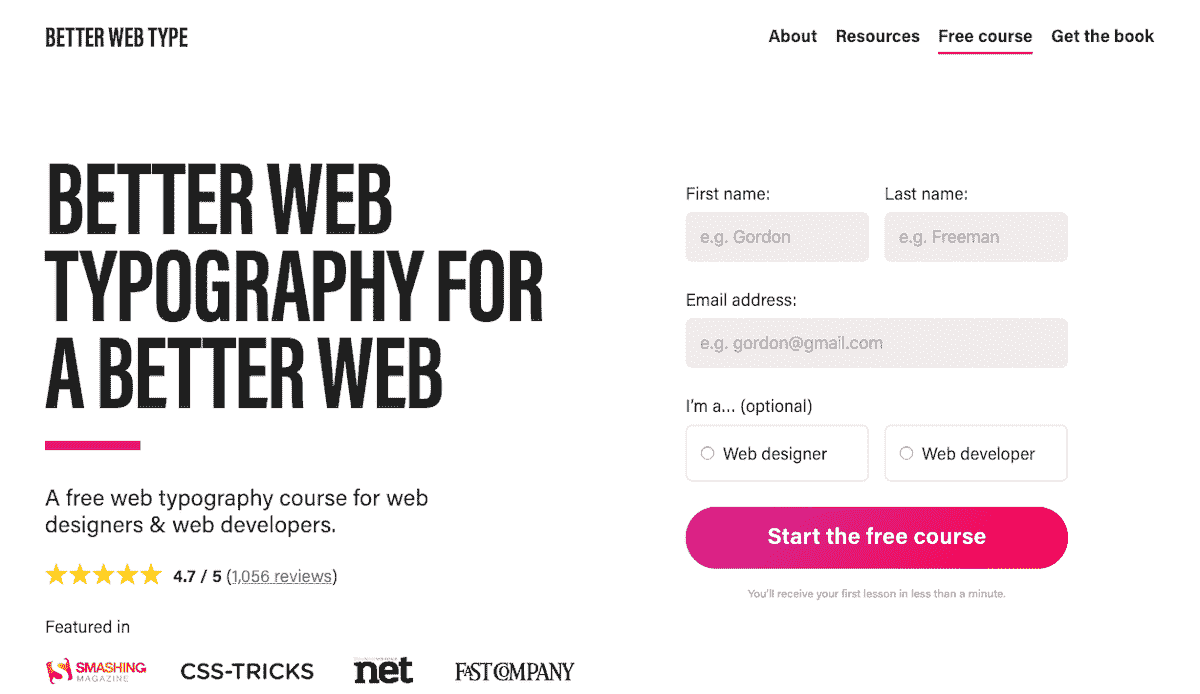 BETTER WEB TYPE
About Resources Free course Get the book
BETTER WEB
TYPOGRAPHY FOR
A BETTER WEB
A free web typography course for web
designers & web developers.
4.7 / 5 (1,056 reviews)
Featured in
SMASHING
MAGAZINE
CSS-TRICKS
net
FAST COMPANY
First name: Last name:
e.g. Gordon e.g. Freeman
Email address:
e.g. gordon@gmail.com
I'm a... (optional)
Web designer Web developer
Start the free course
You'll receive your first lesson in less than a minute.